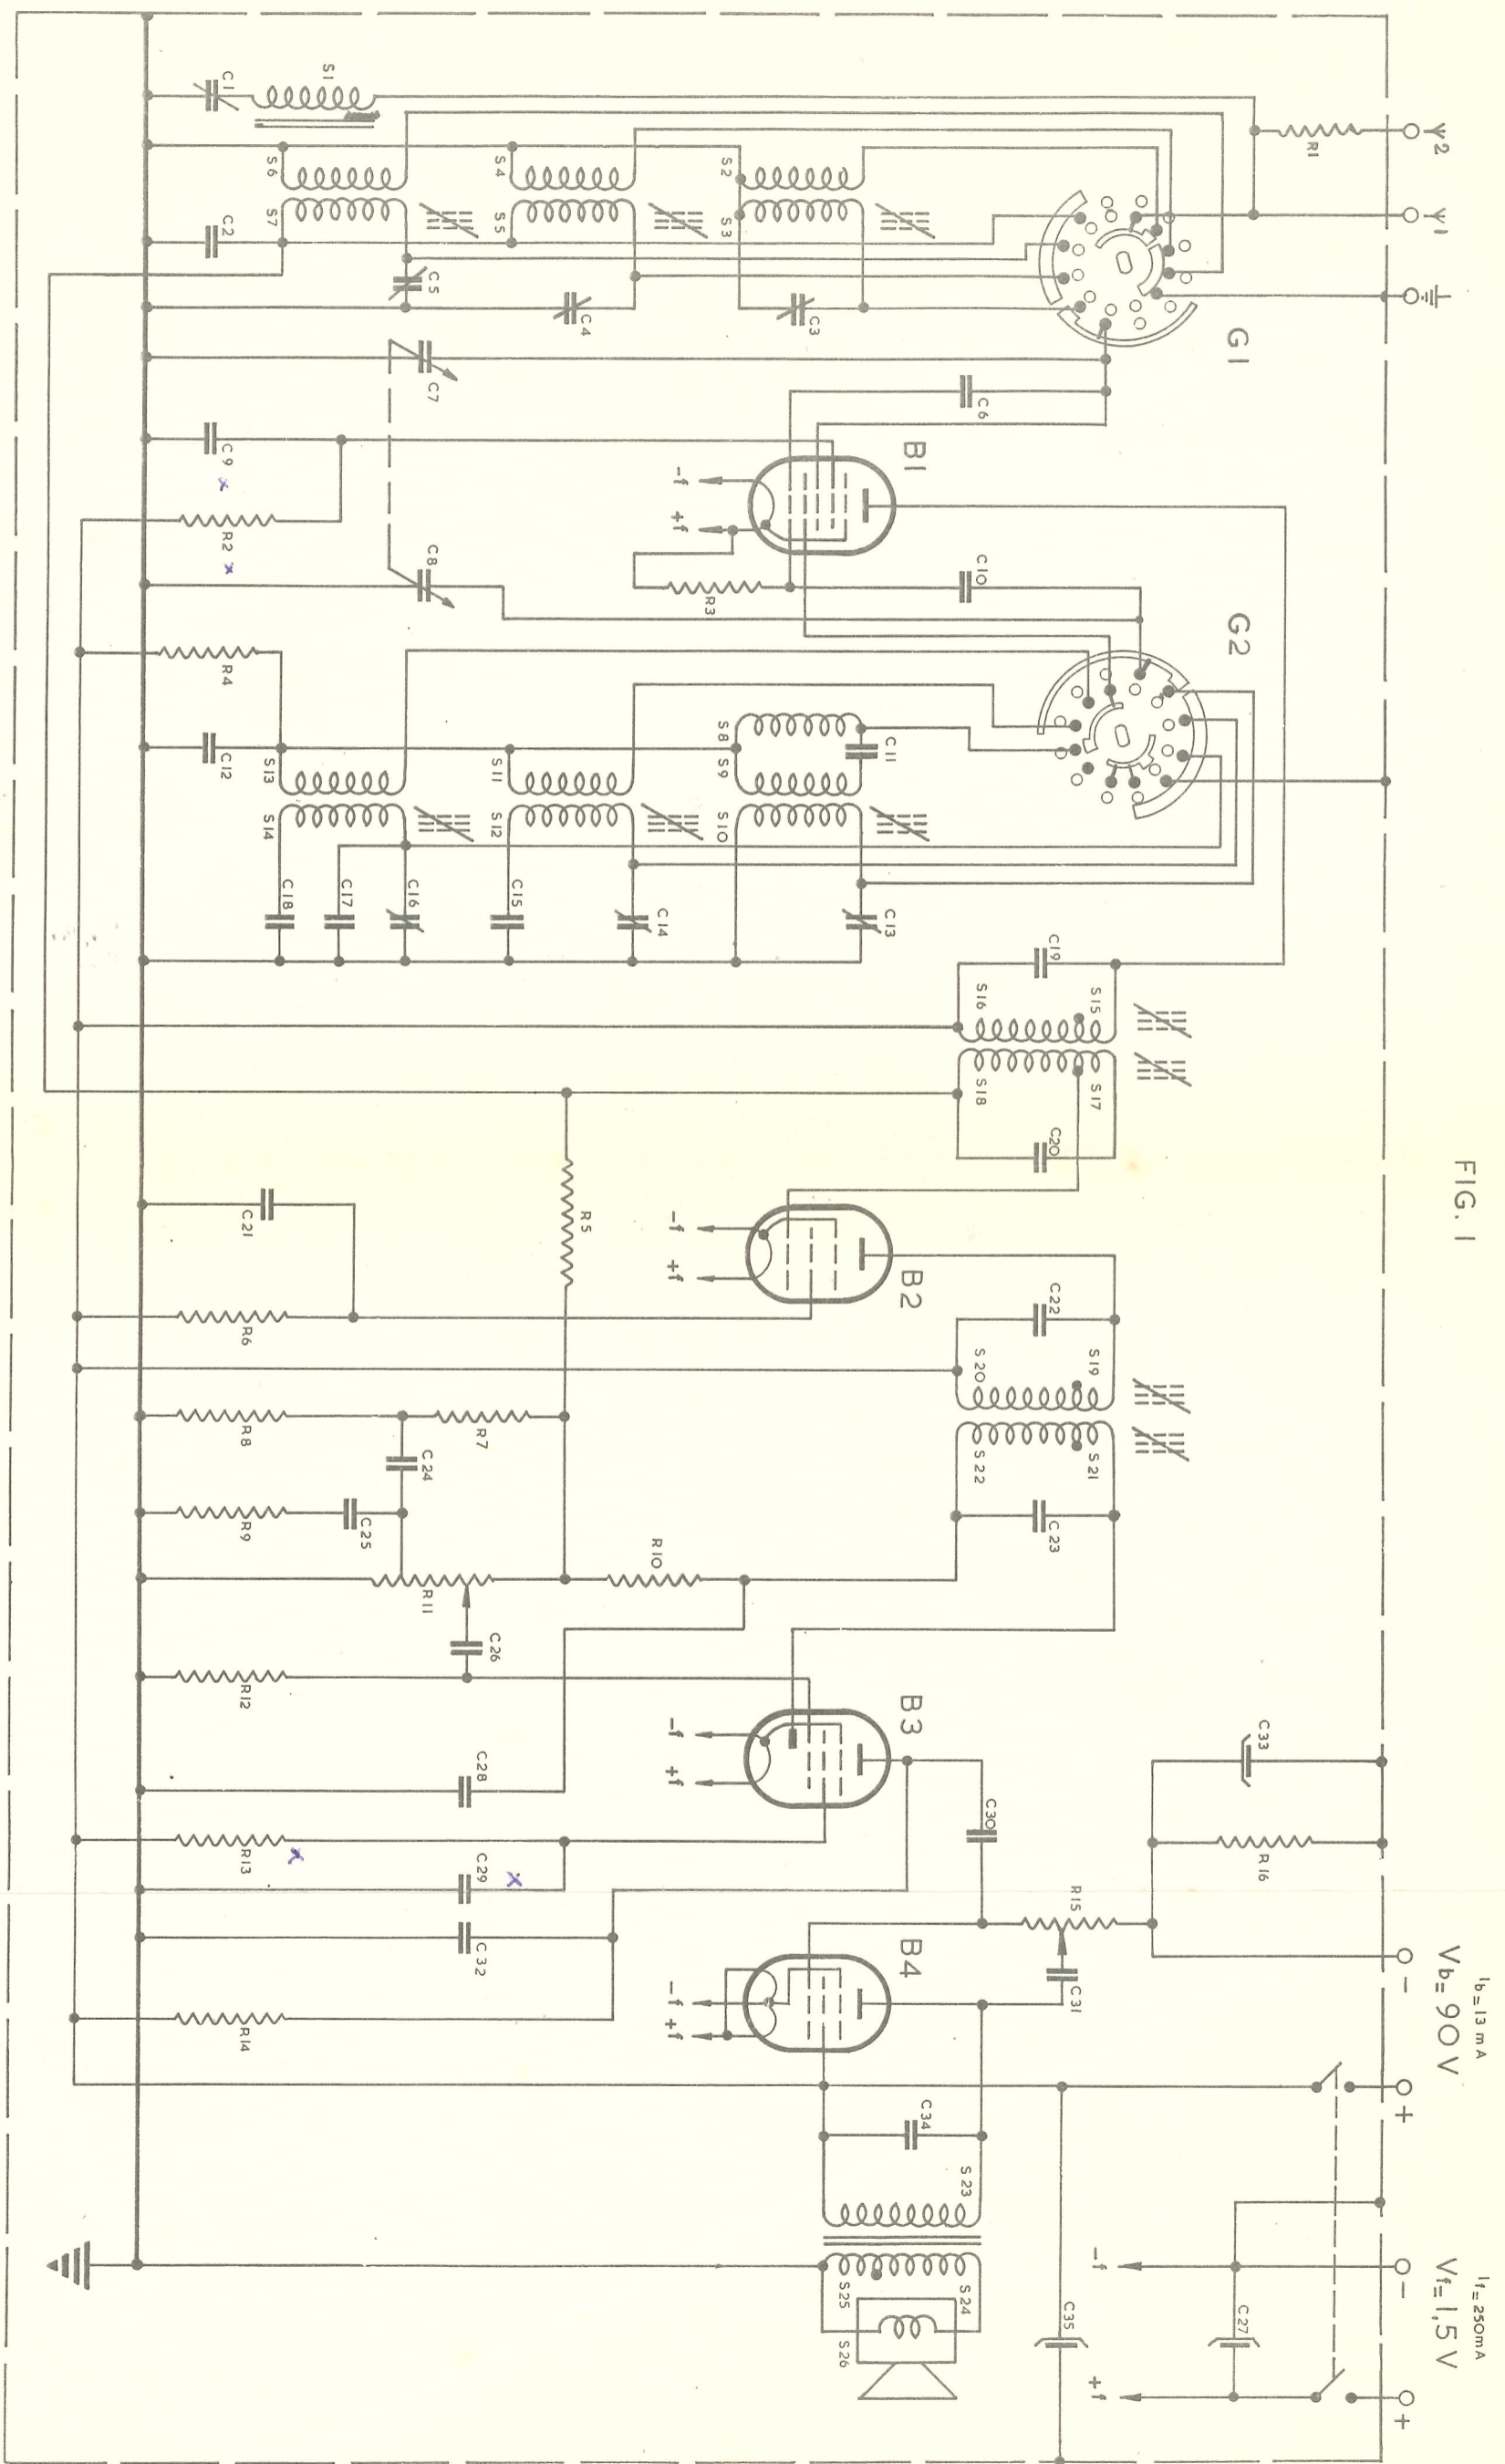 FIG. 1
2
1
R1
G1
S1
C1
S6
S7
C2
S4
S5
S2
S3
C5
C4
C3
C7
C6
B1
-f
+f
C9
R2
C8
R3
C10
G2
R4
C12
S13
S14
S11
S12
S8
S9
S10
C11
C18
C17
C16
C15
C14
C13
C19
S16
S15
S18
S17
C20
R5
B2
-f
+f
C21
R6
C22
S20
S19
S22
S21
C23
R8
R7
C24
R9
C25
R10
R11
C26
R12
B3
-f
+f
C28
R13
C29
C32
R14
C30
C33
R16
R15
C31
B4
-f
+f
Ib=13 mA
Vb=90V
-
+
C34
S23
S25
S24
S26
C35
If=250mA
Vf=1,5V
-
+
-f
C27
+f